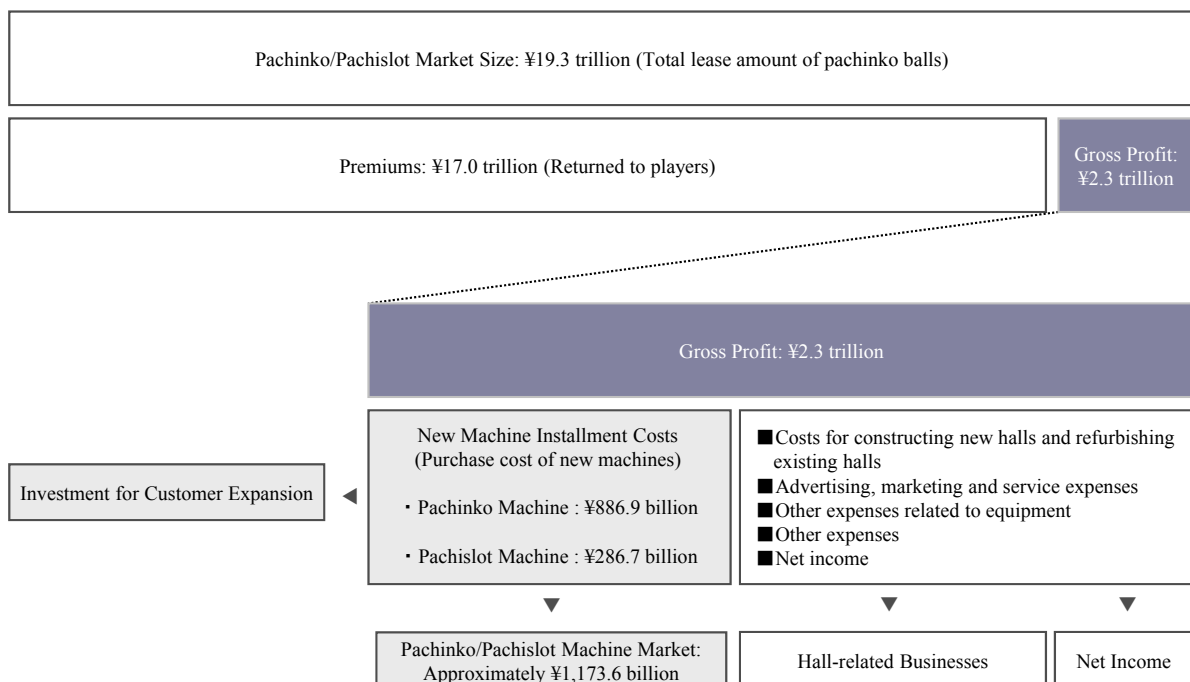 Pachinko/Pachislot Market Size: ¥19.3 trillion (Total lease amount of pachinko balls)
Premiums: ¥17.0 trillion (Returned to players)
Gross Profit:
¥2.3 trillion
Gross Profit: ¥2.3 trillion
New Machine Installment Costs
(Purchase cost of new machines)
・Pachinko Machine : ¥886.9 billion
・Pachislot Machine : ¥286.7 billion
■Costs for constructing new halls and refurbishing
existing halls
■Advertising, marketing and service expenses
■Other expenses related to equipment
■Other expenses
■Net income
Investment for Customer Expansion
Pachinko/Pachislot Machine Market:
Approximately ¥1,173.6 billion
Hall-related Businesses
Net Income